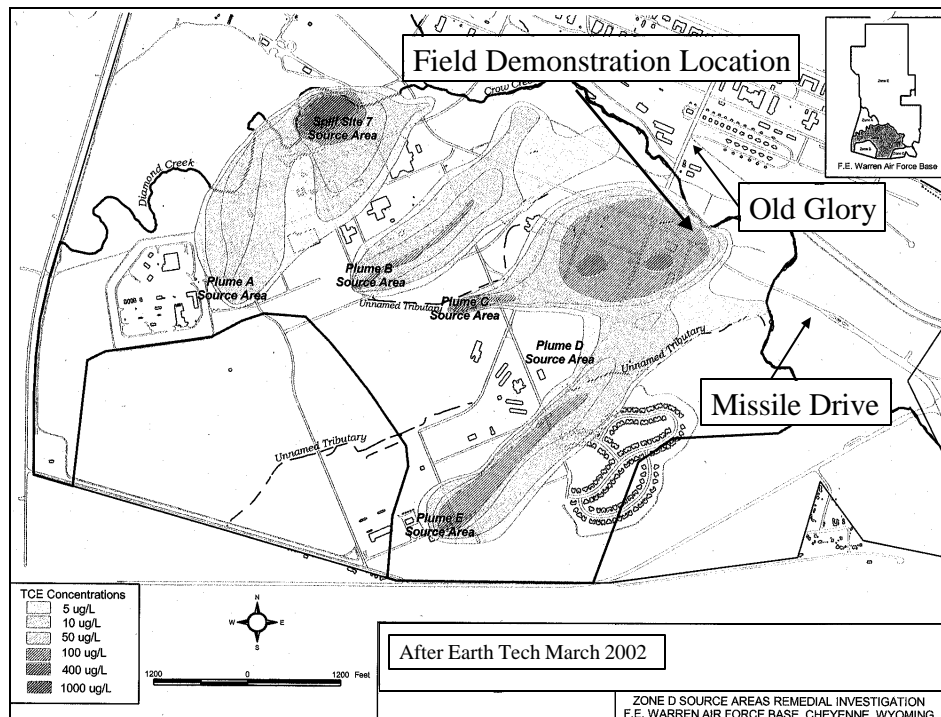 Field Demonstration Location
Crow
Zone E
Zone D
F.E. Warren Air Force Base
Spill Site 7
Source Area
Diamond Creek
Old Glory
Plume A
Source Area
Plume B
Source Area
Unnamed Tributary
Plume C
Source Area
Plume D
Source Area
Unnamed Tributary
Missile Drive
Unnamed Tributary
Plume E
Source Area
TCE Concentrations
5 ug/L
10 ug/L
50 ug/L
100 ug/L
400 ug/L
1000 ug/L
N
W E
S
1200 0 1200 Feet
After Earth Tech March 2002
ZONE D SOURCE AREAS REMEDIAL INVESTIGATION
F.E. WARREN AIR FORCE BASE, CHEYENNE, WYOMING